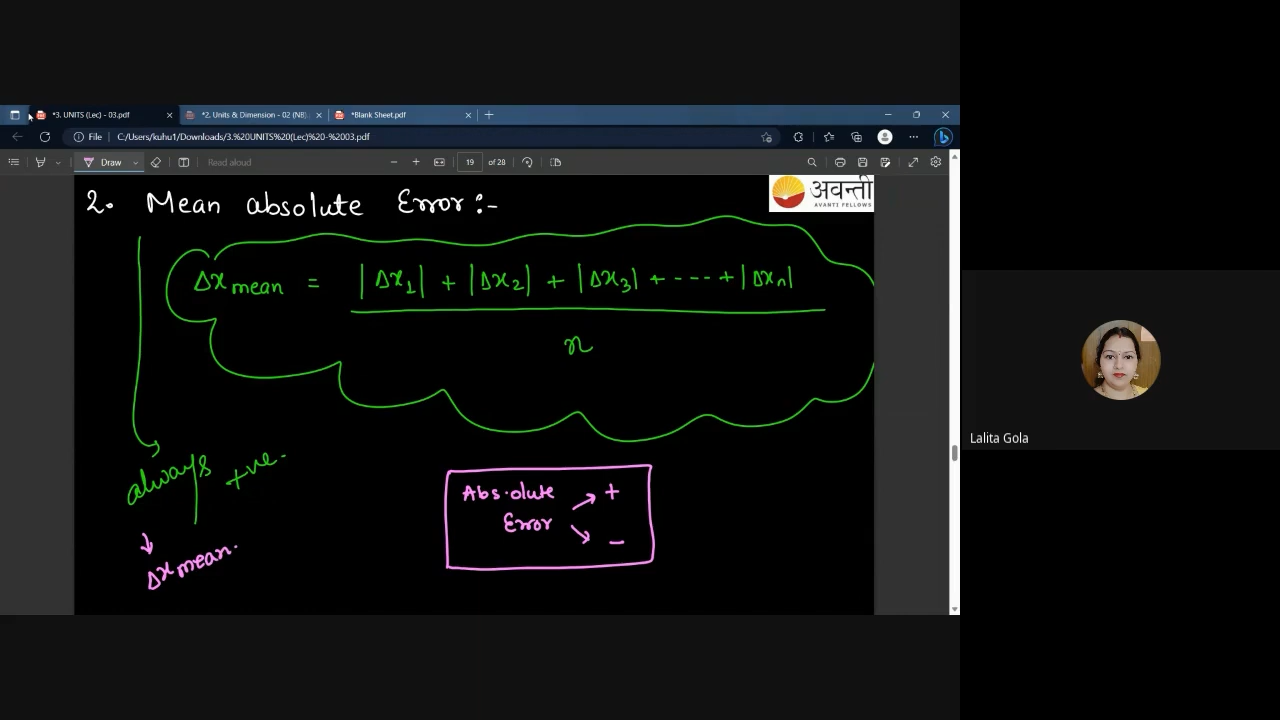 *3. UNITS (Lec) - 03.pdf
*2. Units & Dimension - 02 (NB).
*Blank Sheet.pdf
File
C:/Users/kuhu1/Downloads/3.%20UNITS%20(Lec)%20-%2003.pdf
Draw
Read aloud
19 of 28
अवन्ती
AVANTI FELLOWS
2. Mean absolute Error :-
Δx mean = |Δx1| + |Δx2| + |Δx3| + ---- + |Δxn|
n
always +ve.
Δx mean.
Abs.olute → +
Error → -
Lalita Gola